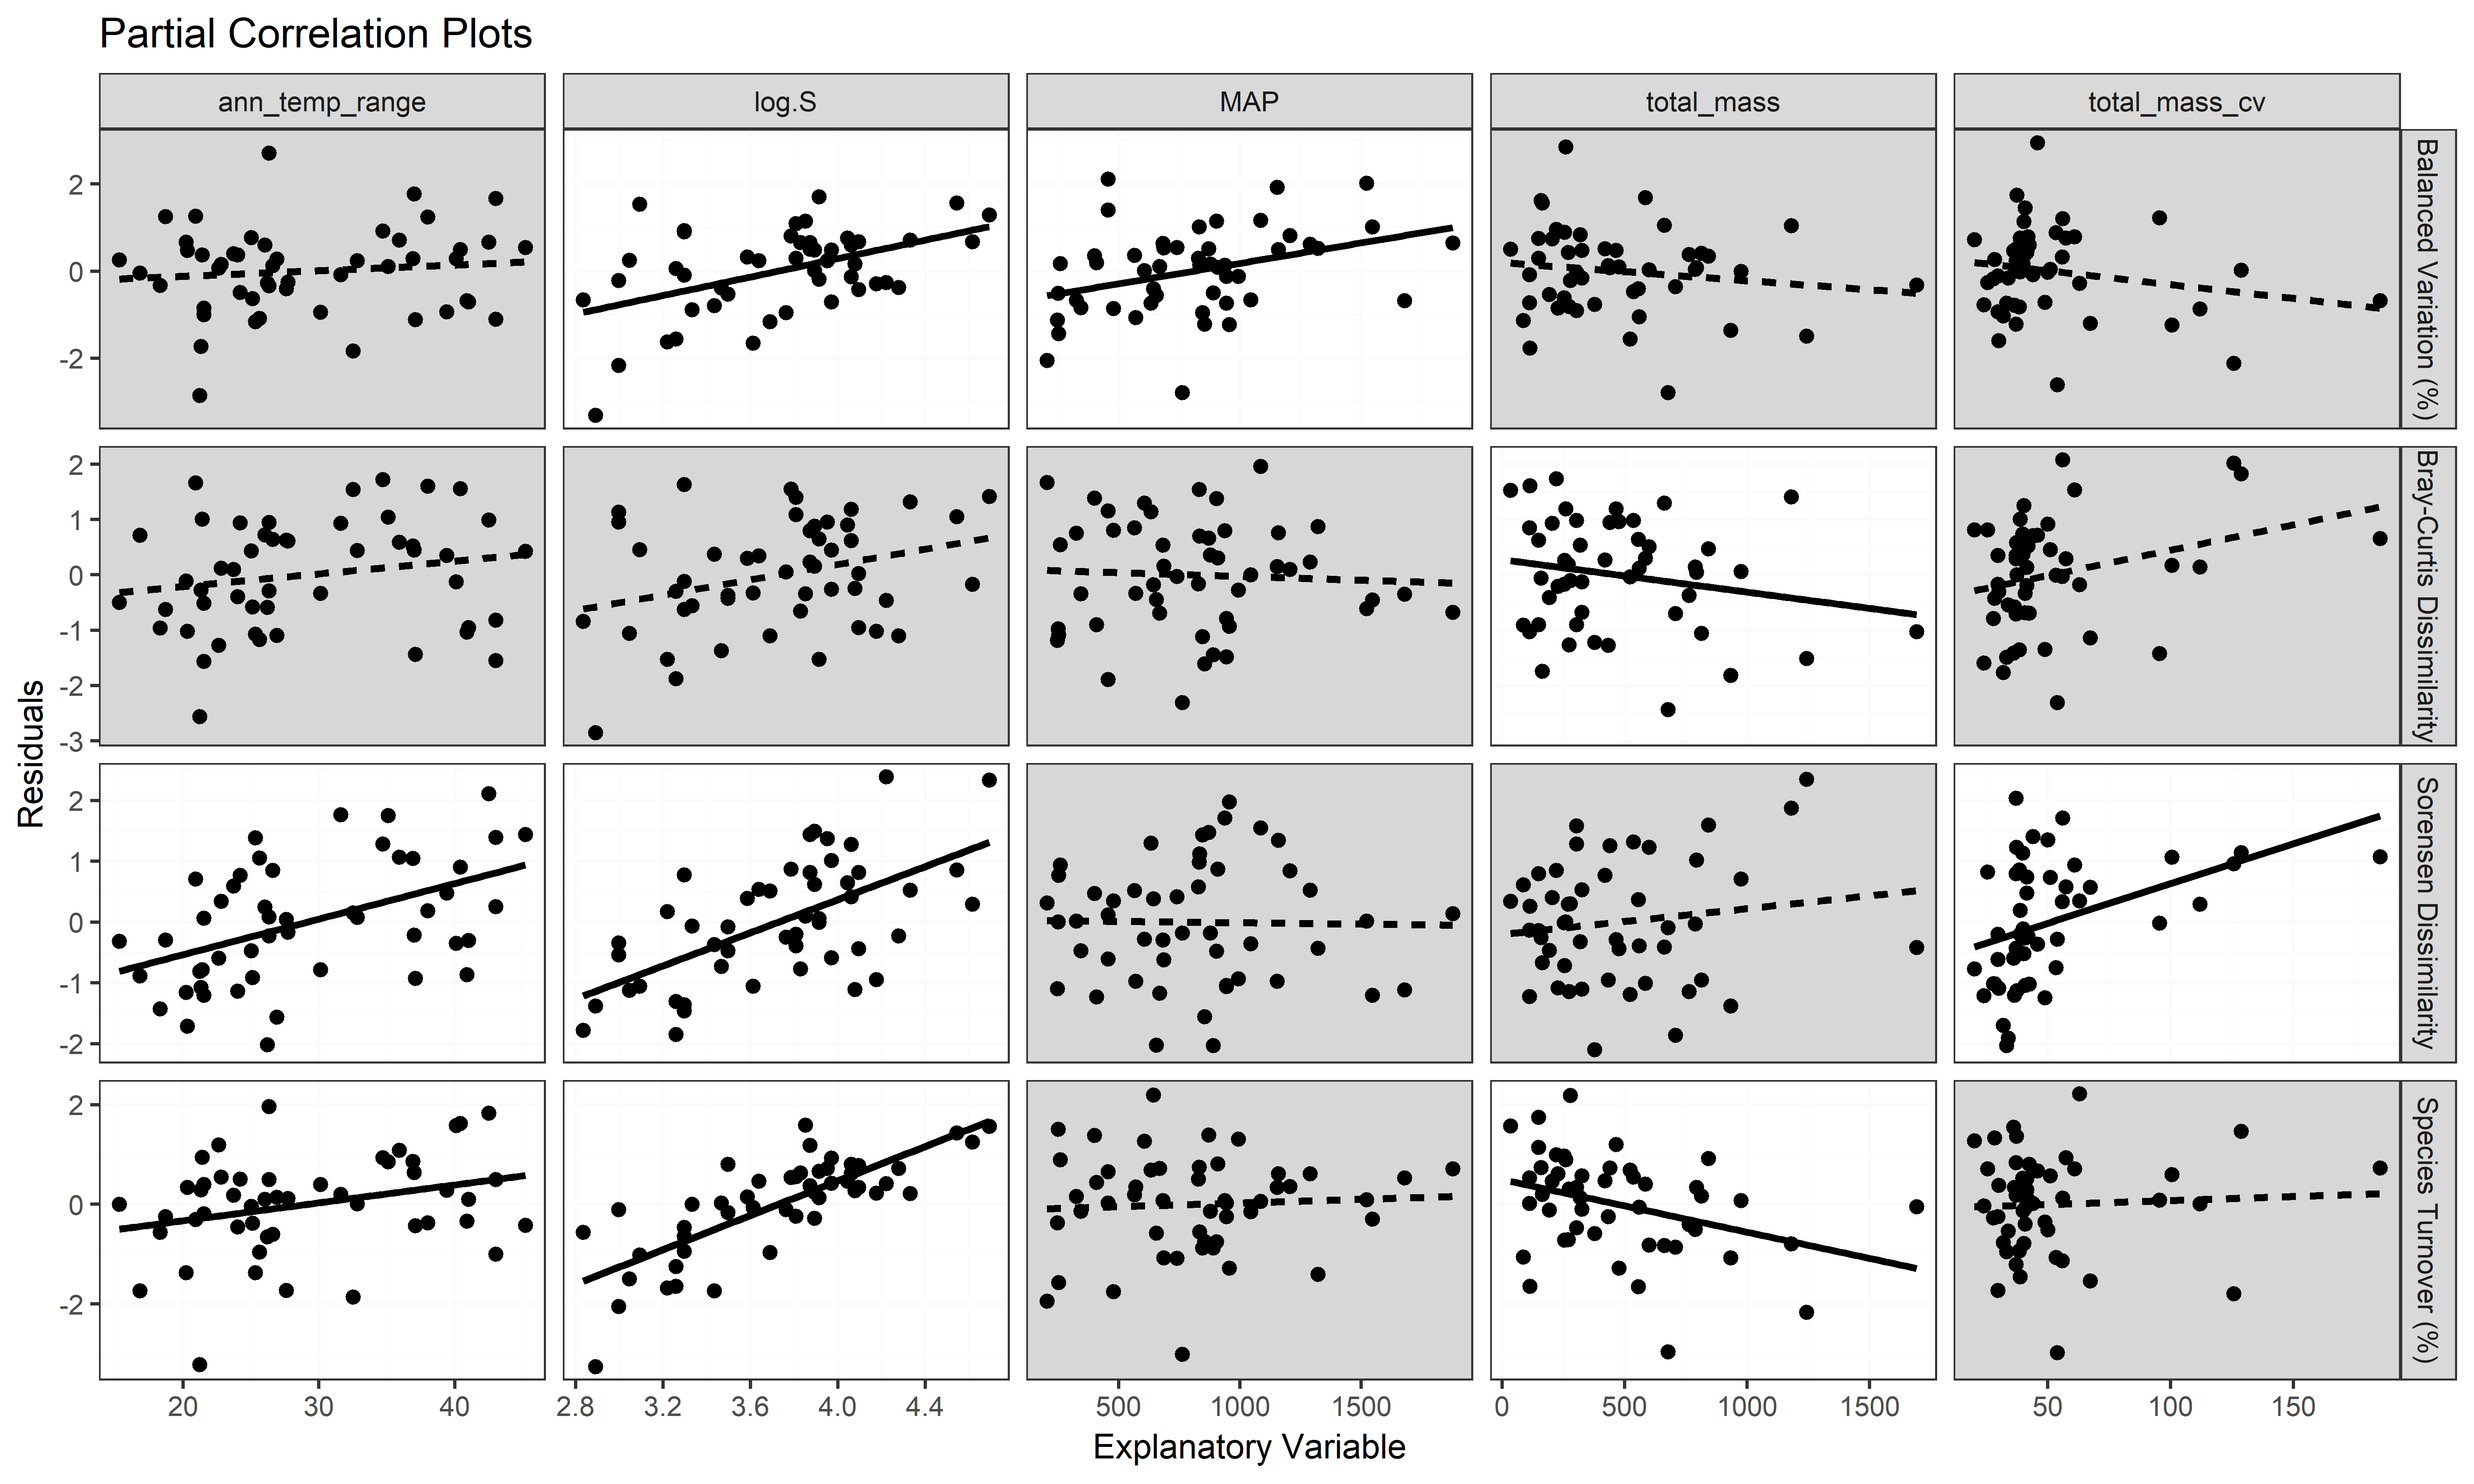 Partial Correlation Plots
ann_temp_range
log.S
MAP
total_mass
total_mass_cv
2
0
-2
Balanced Variation (%)
2
1
0
-1
-2
-3
Bray-Curtis Dissimilarity
2
1
0
-1
-2
Sorensen Dissimilarity
2
0
-2
Species Turnover (%)
Residuals
20 30 40
2.8 3.2 3.6 4.0 4.4
500 1000 1500
0 500 1000 1500
50 100 150
Explanatory Variable